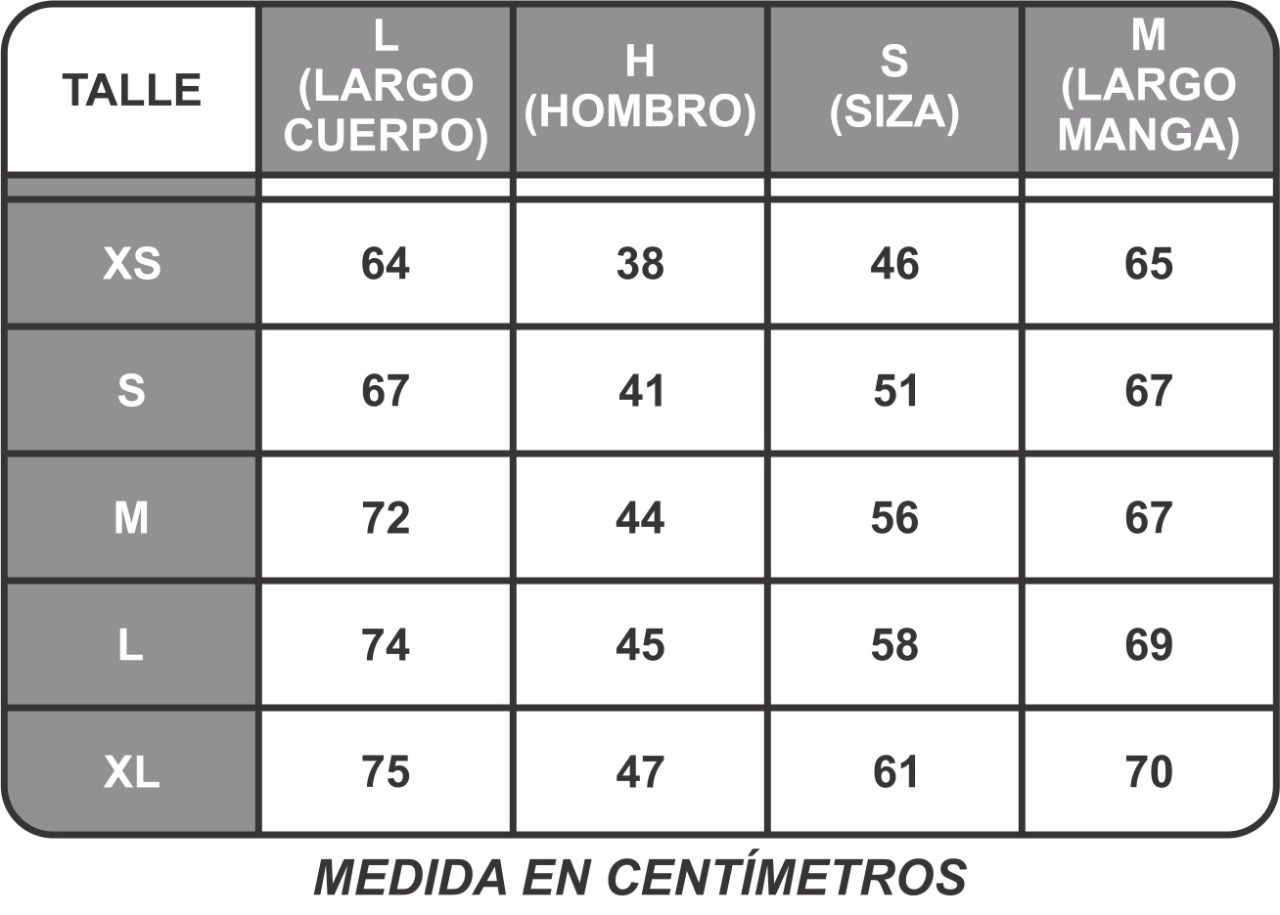 TALLE
L
(LARGO
CUERPO)
H
(HOMBRO)
S
(SIZA)
M
(LARGO
MANGA)
XS 64 38 46 65
S 67 41 51 67
M 72 44 56 67
L 74 45 58 69
XL 75 47 61 70
MEDIDA EN CENTÍMETROS